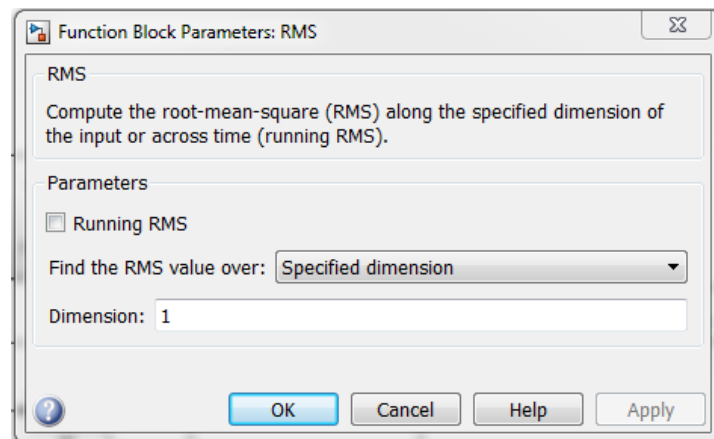 Function Block Parameters: RMS
RMS
Compute the root-mean-square (RMS) along the specified dimension of
the input or across time (running RMS).
Parameters
Running RMS
Find the RMS value over: Specified dimension
Dimension: 1
OK Cancel Help Apply